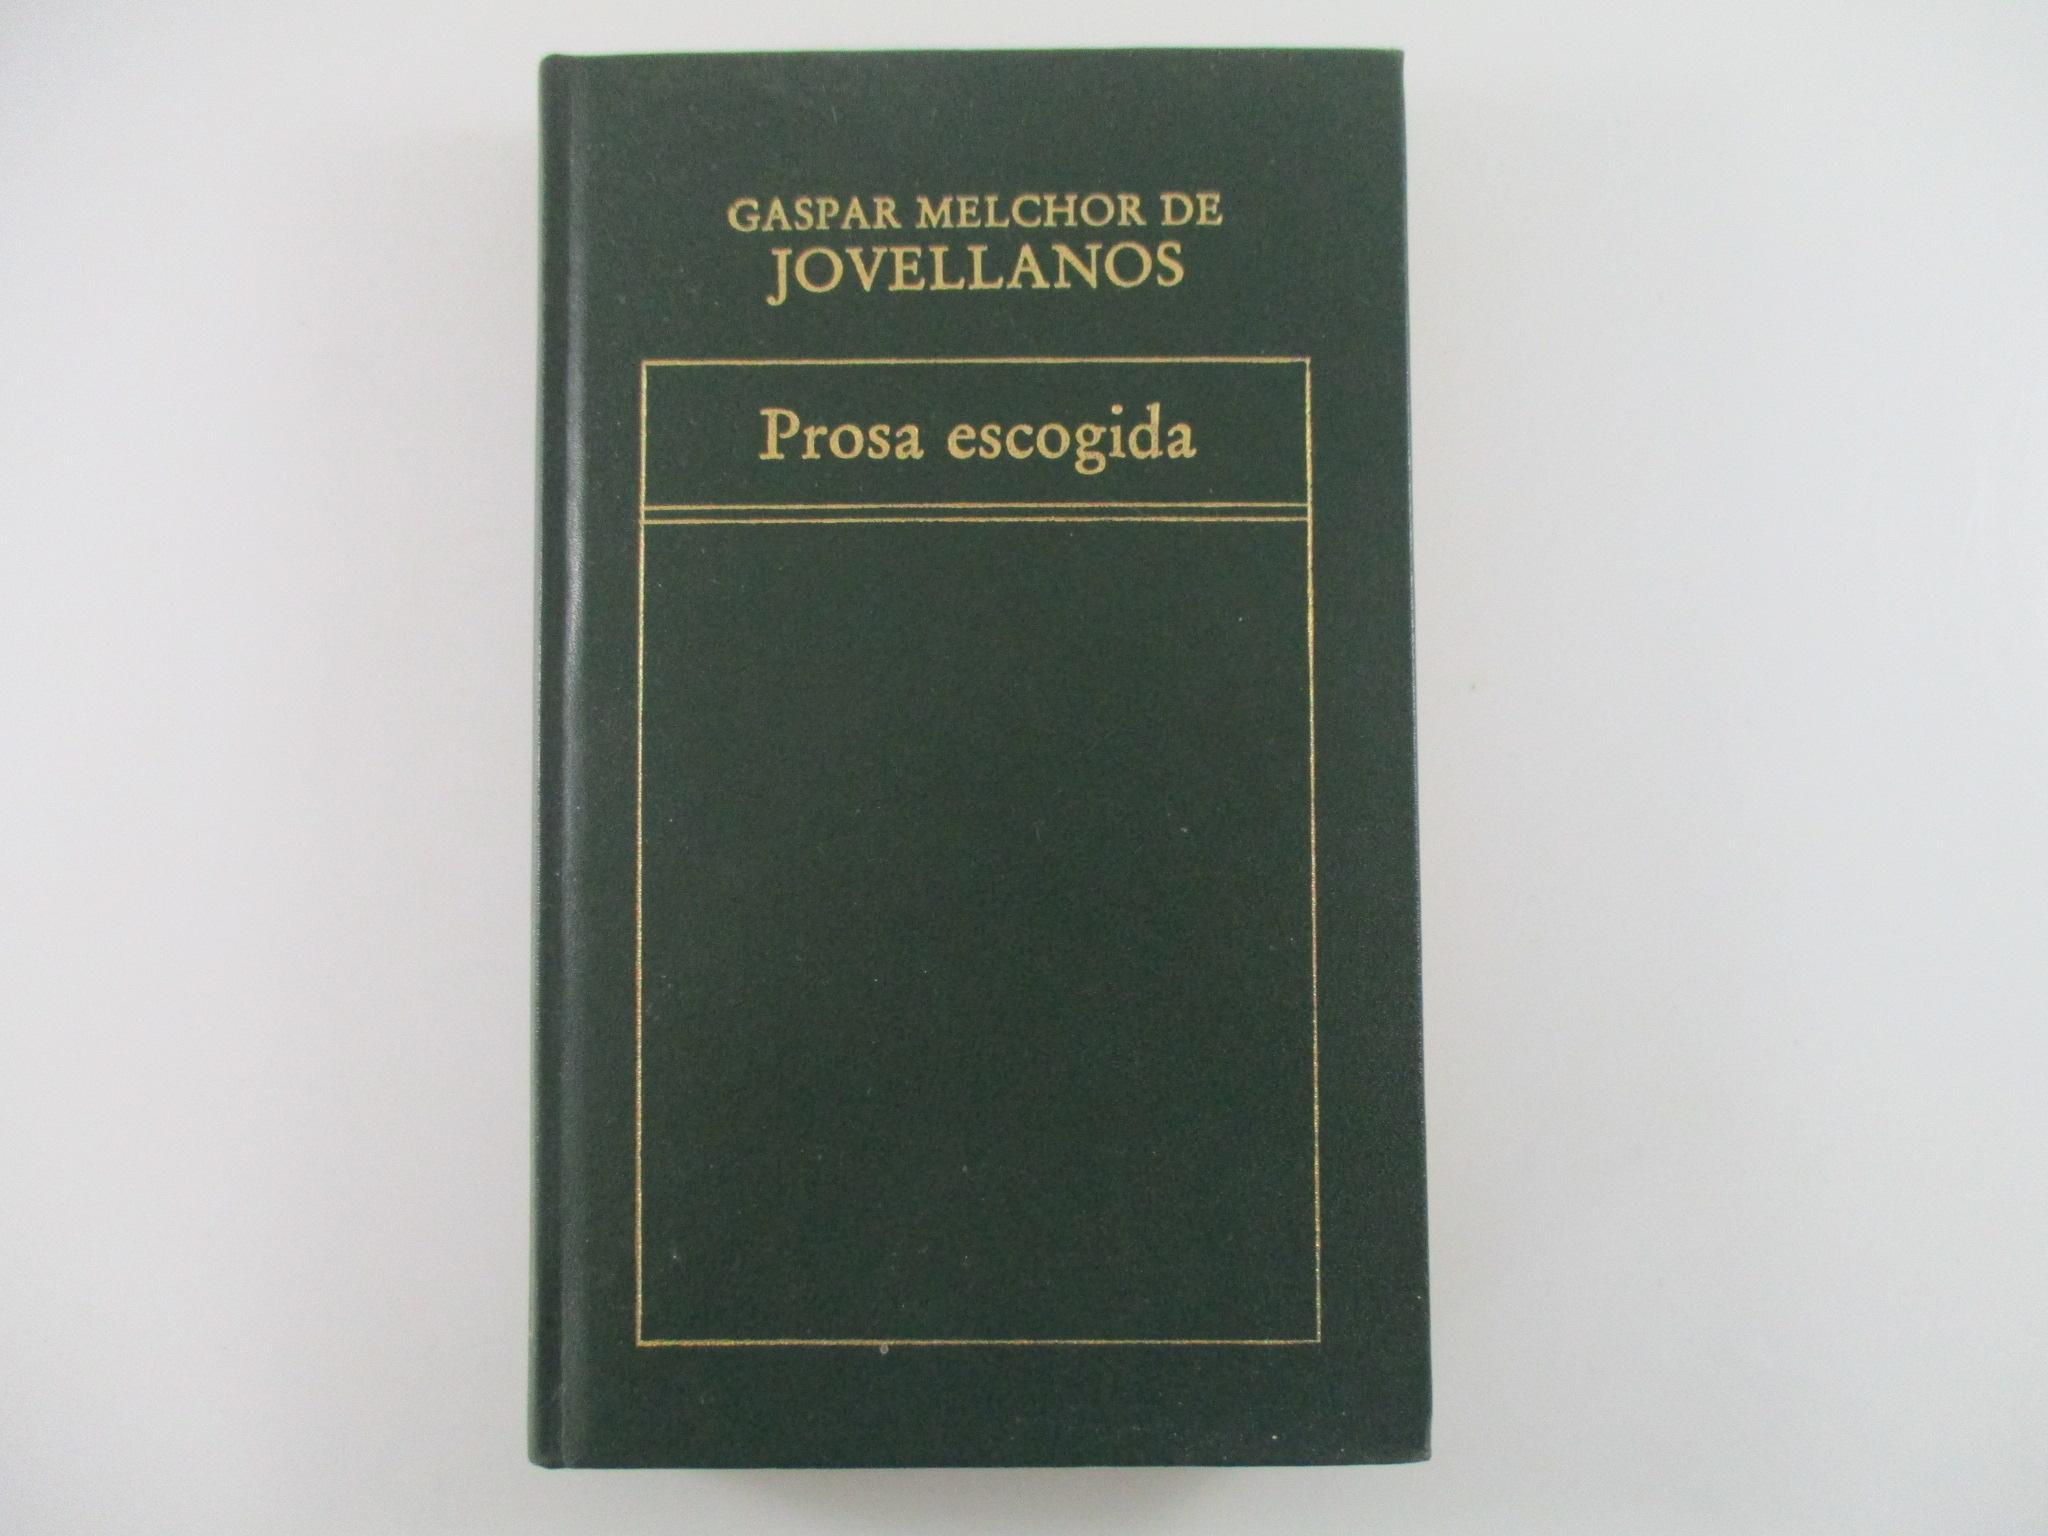 GASPAR MELCHOR DE
JOVELLANOS
Prosa escogida